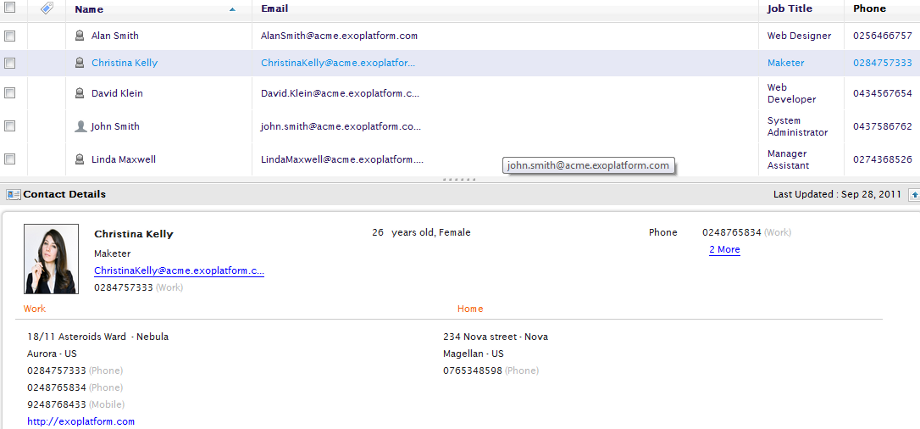 Name Email Job Title Phone
Alan Smith AlanSmith@acme.exoplatform.com Web Designer 0256466757
Christina Kelly ChristinaKelly@acme.exoplatfor... Maketer 0284757333
David Klein David.Klein@acme.exoplatform.c... Web Developer 0434567654
John Smith john.smith@acme.exoplatform.co... System Administrator 0437586762
Linda Maxwell LindaMaxwell@acme.exoplatform.... Manager Assistant 0274368526
john.smith@acme.exoplatform.com
Contact Details Last Updated : Sep 28, 2011
Christina Kelly 26 years old, Female Phone 0248765834 (Work)
Maketer 2 More
ChristinaKelly@acme.exoplatform.c...
0284757333 (Work)
Work Home
18/11 Asteroids Ward - Nebula 234 Nova street - Nova
Aurora - US Magellan - US
0284757333 (Phone) 0765348598 (Phone)
0248765834 (Phone)
9248768433 (Mobile)
http://exoplatform.com